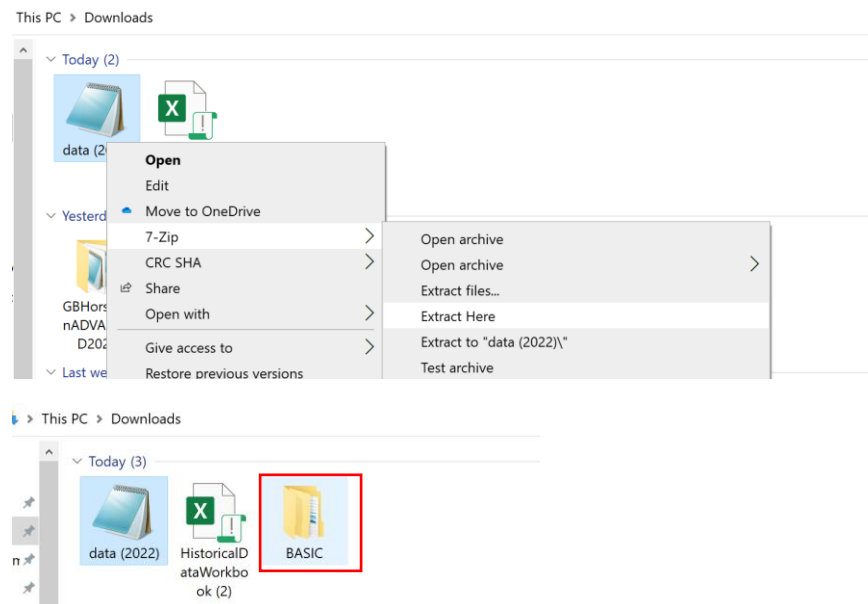 This PC > Downloads
Today (2)
data (2
Open
Edit
Move to OneDrive
Yesterd
7-Zip
Open archive
CRC SHA
Open archive
Share
Extract files...
GBHors
Open with
Extract Here
nADVA
D202
Give access to
Extract to "data (2022)\"
Last we
Restore previous versions
Test archive
> This PC > Downloads
Today (3)
data (2022)
HistoricalD
ataWorkbo
ok (2)
BASIC
m